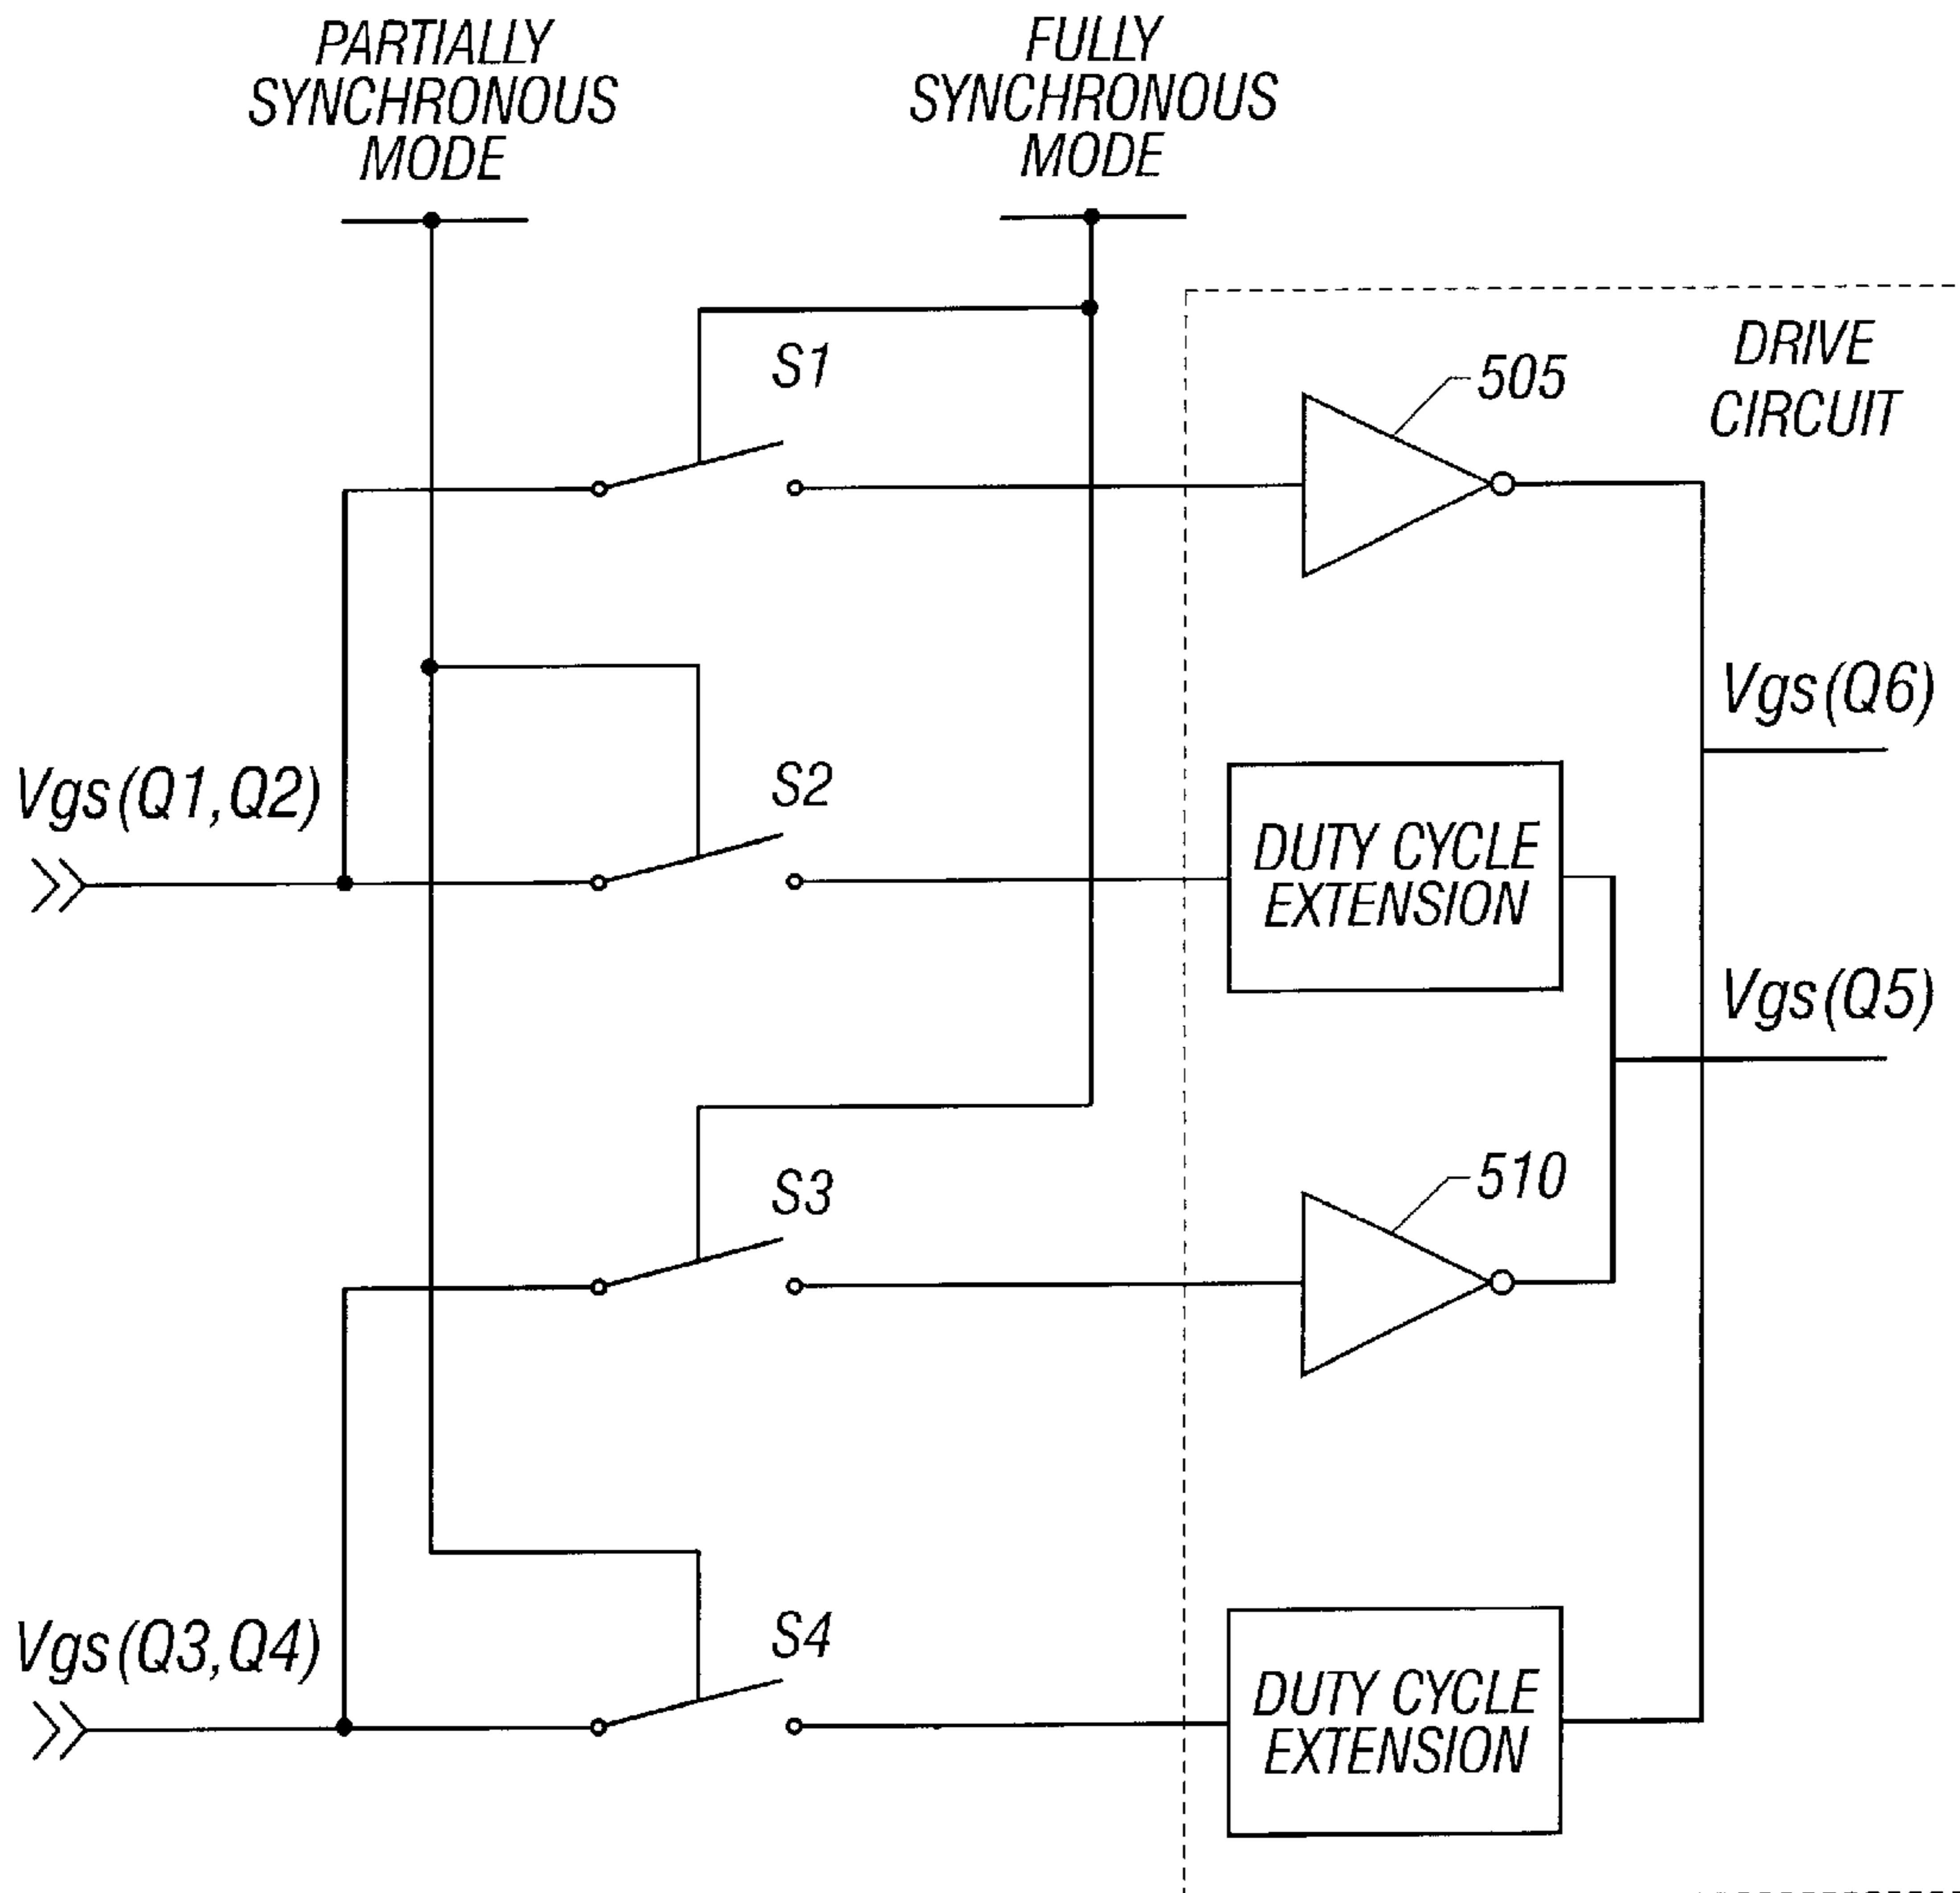 PARTIALLY
SYNCHRONOUS
MODE
FULLY
SYNCHRONOUS
MODE
DRIVE
CIRCUIT
S1
505
Vgs(Q6)
Vgs(Q1,Q2)
S2
DUTY CYCLE
EXTENSION
Vgs(Q5)
S3
510
Vgs(Q3,Q4)
S4
DUTY CYCLE
EXTENSION